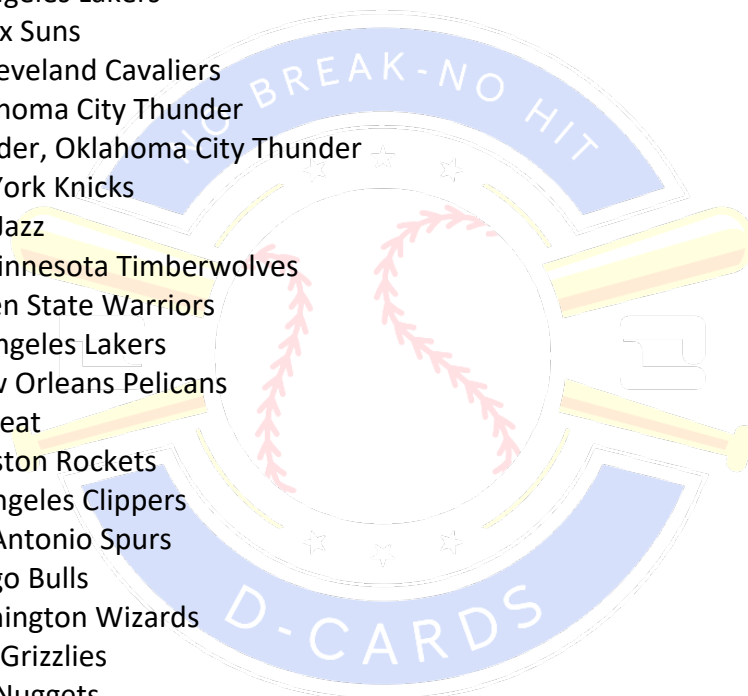 geles Lakers
x Suns
eveland Cavaliers
homa City Thunder
der, Oklahoma City Thunder
York Knicks
Jazz
innesota Timberwolves
en State Warriors
ngeles Lakers
w Orleans Pelicans
eat
ston Rockets
ngeles Clippers
Antonio Spurs
go Bulls
hington Wizards
Grizzlies
Nuggets
NO BREAK-NO HIT
D-CARDS